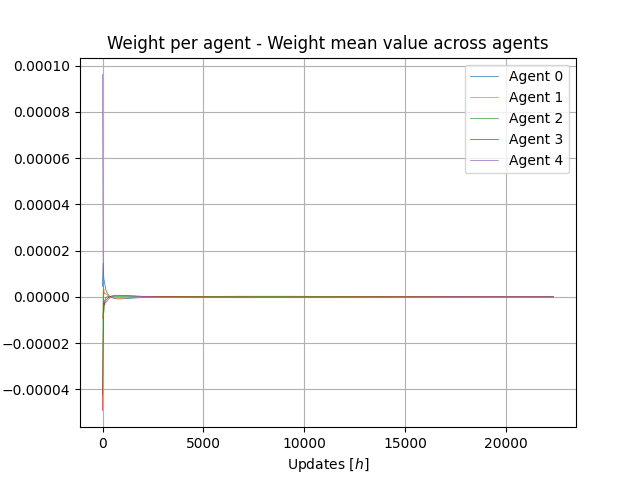 Weight per agent - Weight mean value across agents
0.00010
0.00008
0.00006
0.00004
0.00002
0.00000
−0.00002
−0.00004
Agent 0
Agent 1
Agent 2
Agent 3
Agent 4
0 5000 10000 15000 20000
Updates [h]